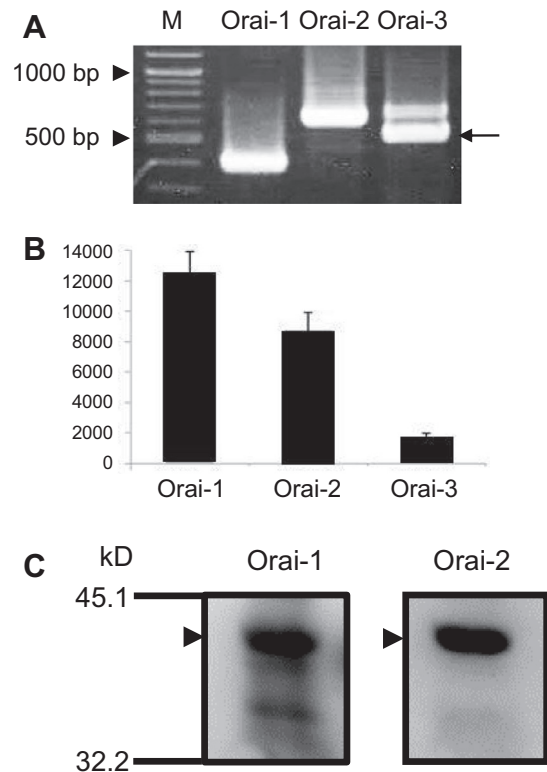 A
M Orai-1 Orai-2 Orai-3
1000 bp
500 bp
B
14000
12000
10000
8000
6000
4000
2000
0
Orai-1 Orai-2 Orai-3
C
kD Orai-1 Orai-2
45.1
32.2